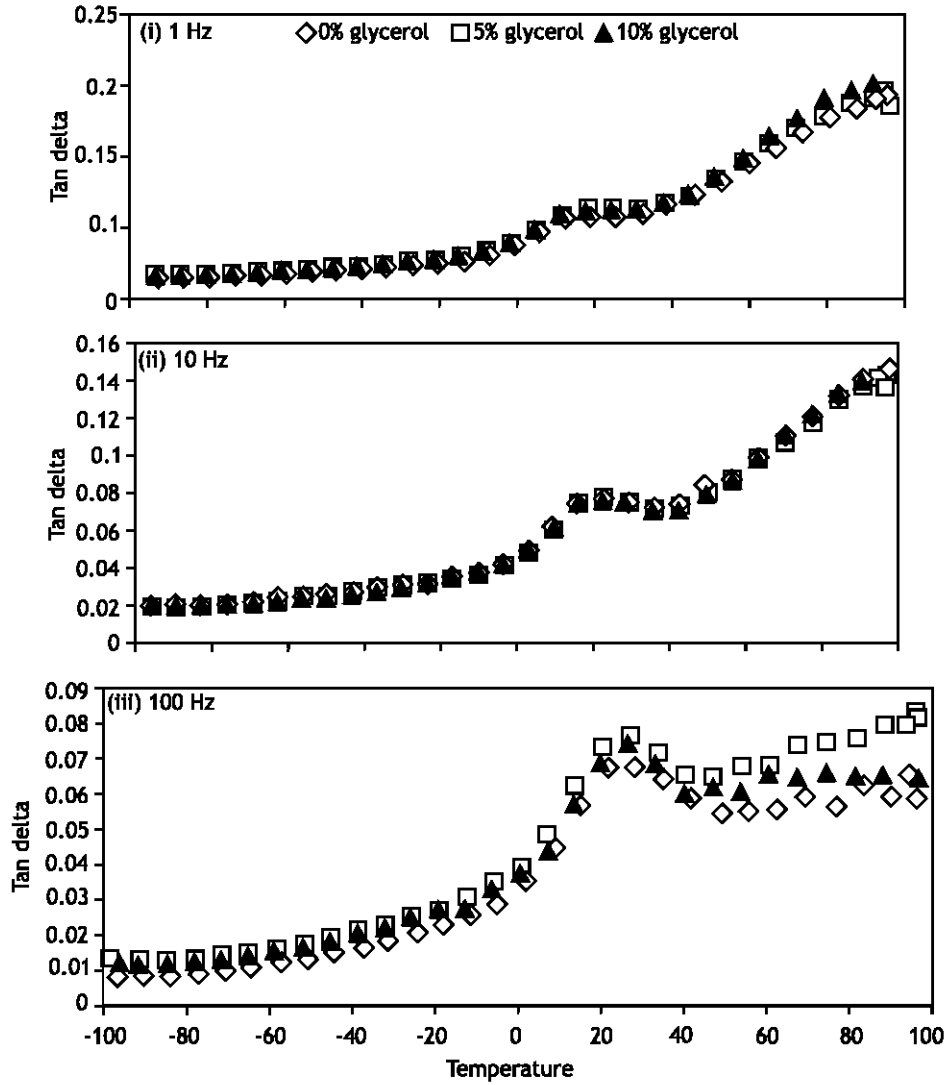 0.25
(i) 1 Hz
0% glycerol
5% glycerol
10% glycerol
0.2
0.15
0.1
0
Tan delta
0.16
(ii) 10 Hz
0.14
0.12
0.1
0.08
0.06
0.04
0.02
0
Tan delta
0.09
(iii) 100 Hz
0.08
0.07
0.06
0.05
0.04
0.03
0.02
0.01
0
Tan delta
-100 -80 -60 -40 -20 0 20 40 60 80 100
Temperature